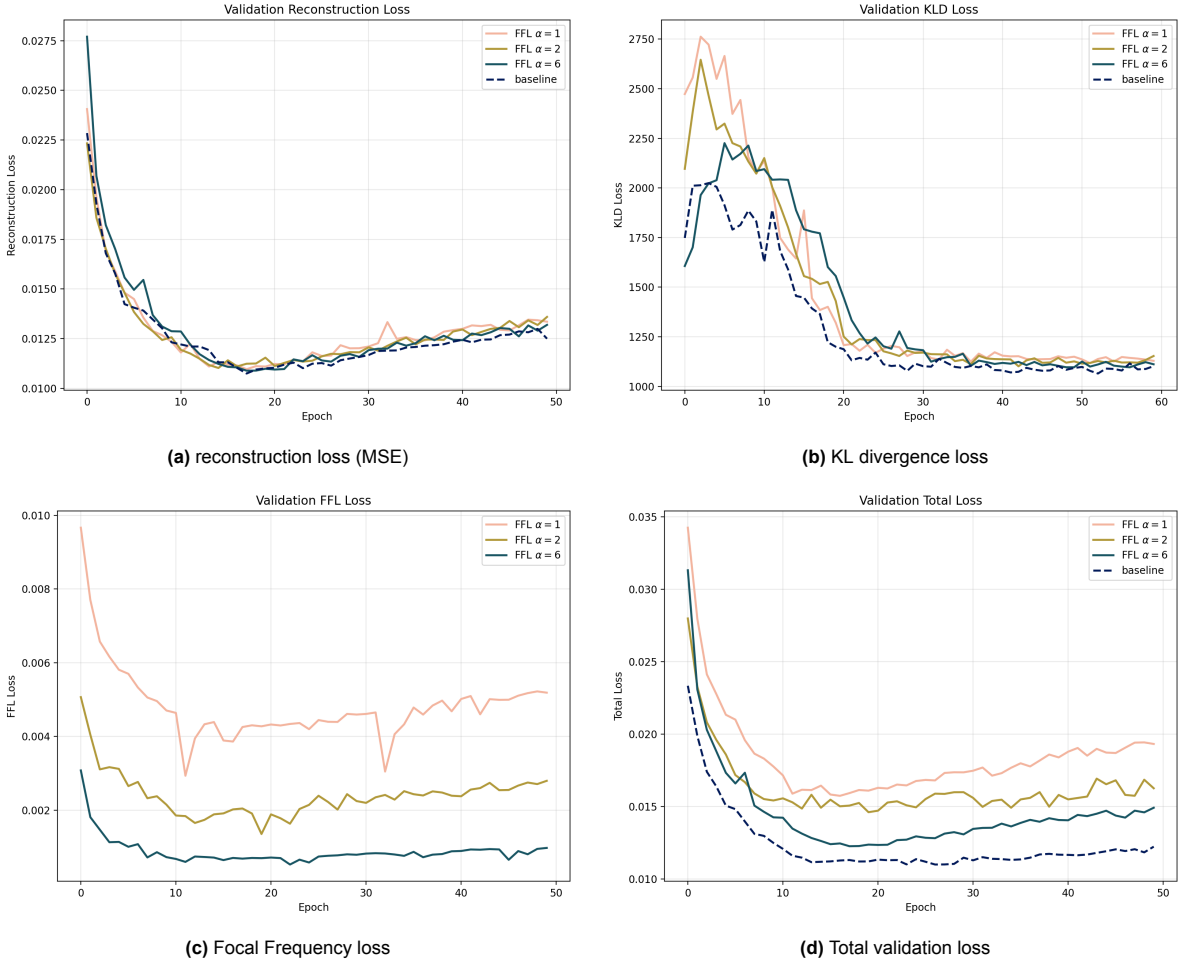 Validation Reconstruction Loss
Reconstruction Loss
0.0275
0.0250
0.0225
0.0200
0.0175
0.0150
0.0125
0.0100
FFL α = 1
FFL α = 2
FFL α = 6
baseline
0 10 20 30 40 50
Epoch
(a) reconstruction loss (MSE)
Validation KLD Loss
KLD Loss
2750
2500
2250
2000
1750
1500
1250
1000
FFL α = 1
FFL α = 2
FFL α = 6
baseline
0 10 20 30 40 50 60
Epoch
(b) KL divergence loss
Validation FFL Loss
FFL Loss
0.010
0.008
0.006
0.004
0.002
FFL α = 1
FFL α = 2
FFL α = 6
0 10 20 30 40 50
Epoch
(c) Focal Frequency loss
Validation Total Loss
Total Loss
0.035
0.030
0.025
0.020
0.015
0.010
FFL α = 1
FFL α = 2
FFL α = 6
baseline
0 10 20 30 40 50
Epoch
(d) Total validation loss